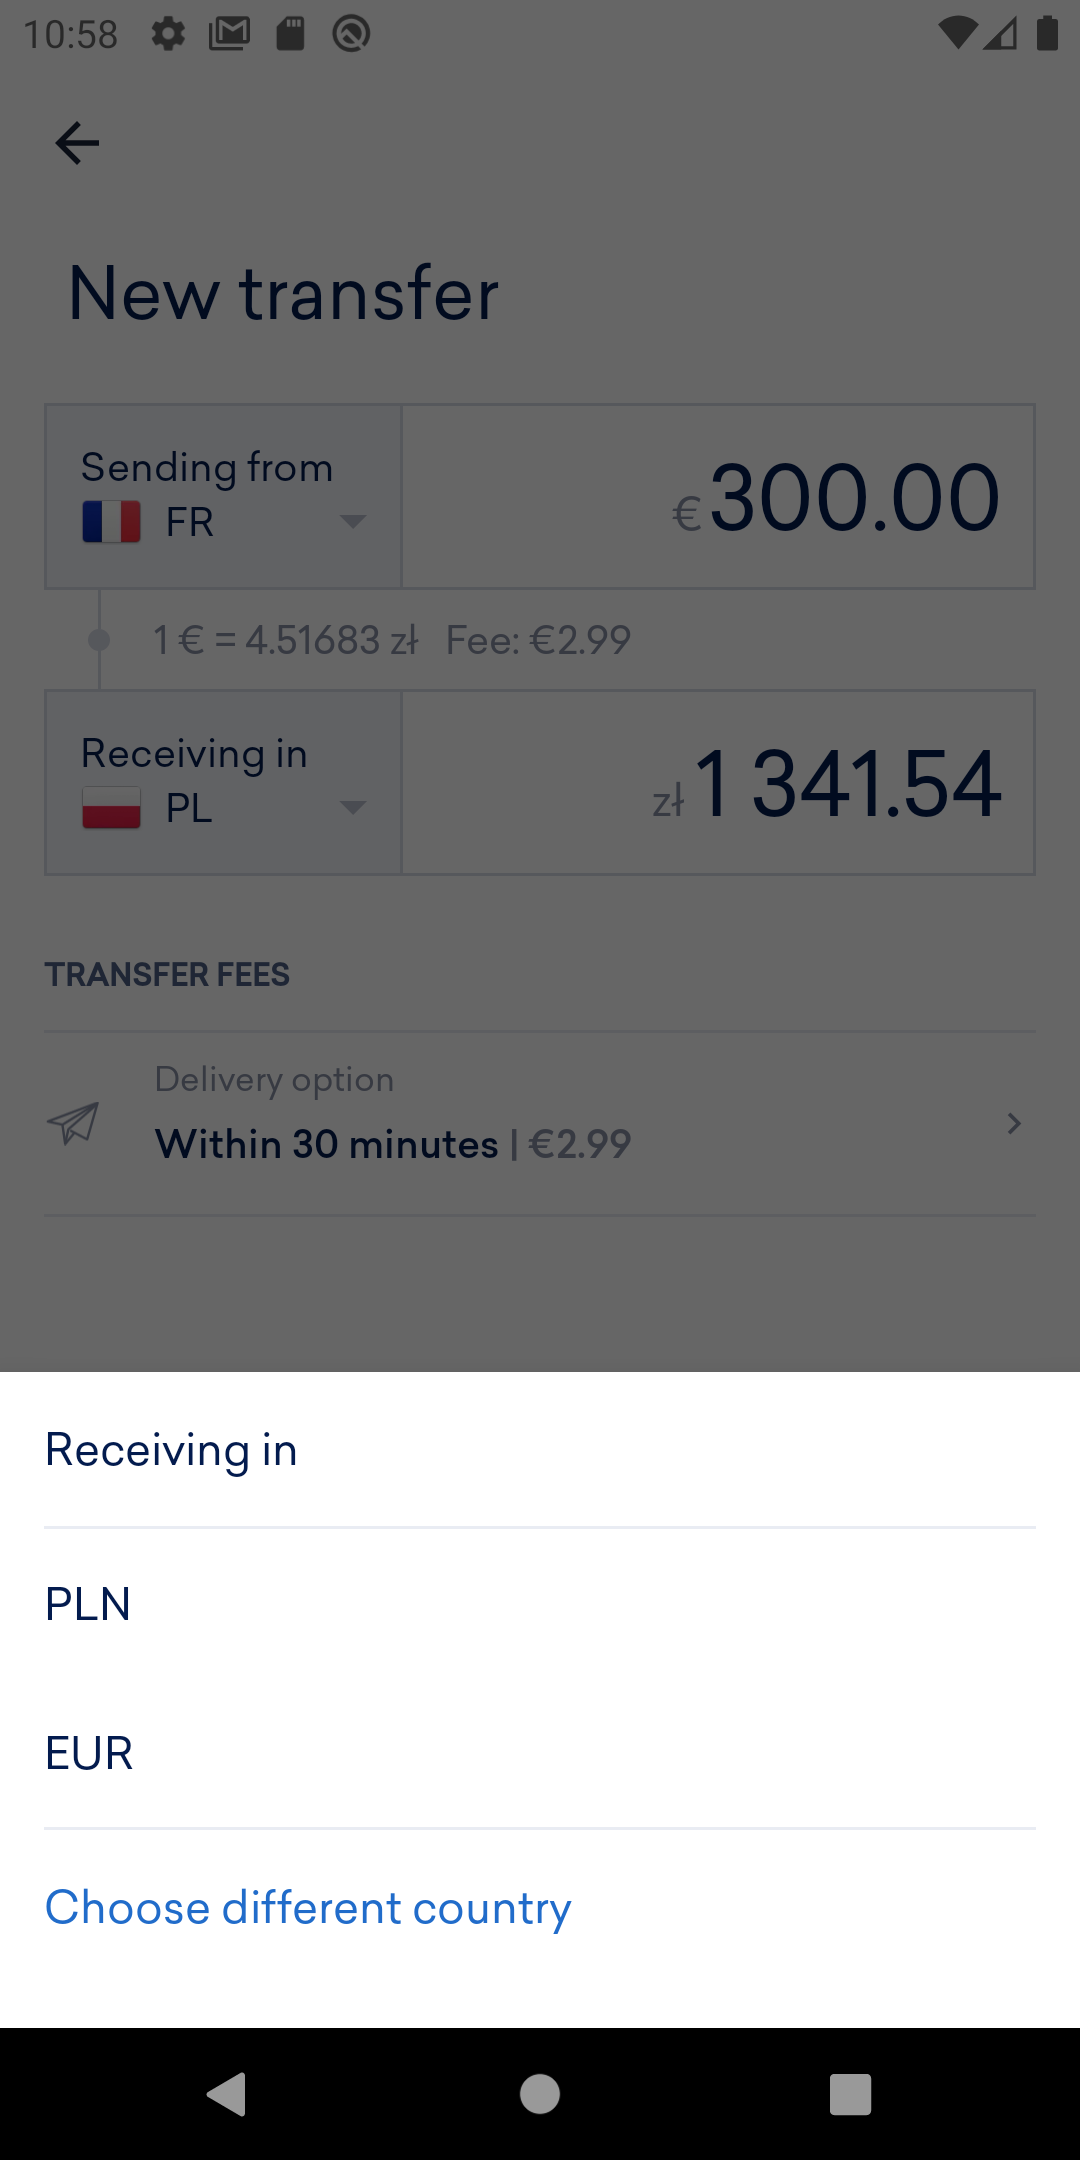 10:58
New transfer
Sending from
FR
€300.00
1 € = 4.51683 zł Fee: €2.99
Receiving in
PL
zł1 341.54
TRANSFER FEES
Delivery option
Within 30 minutes | €2.99
Receiving in
PLN
EUR
Choose different country